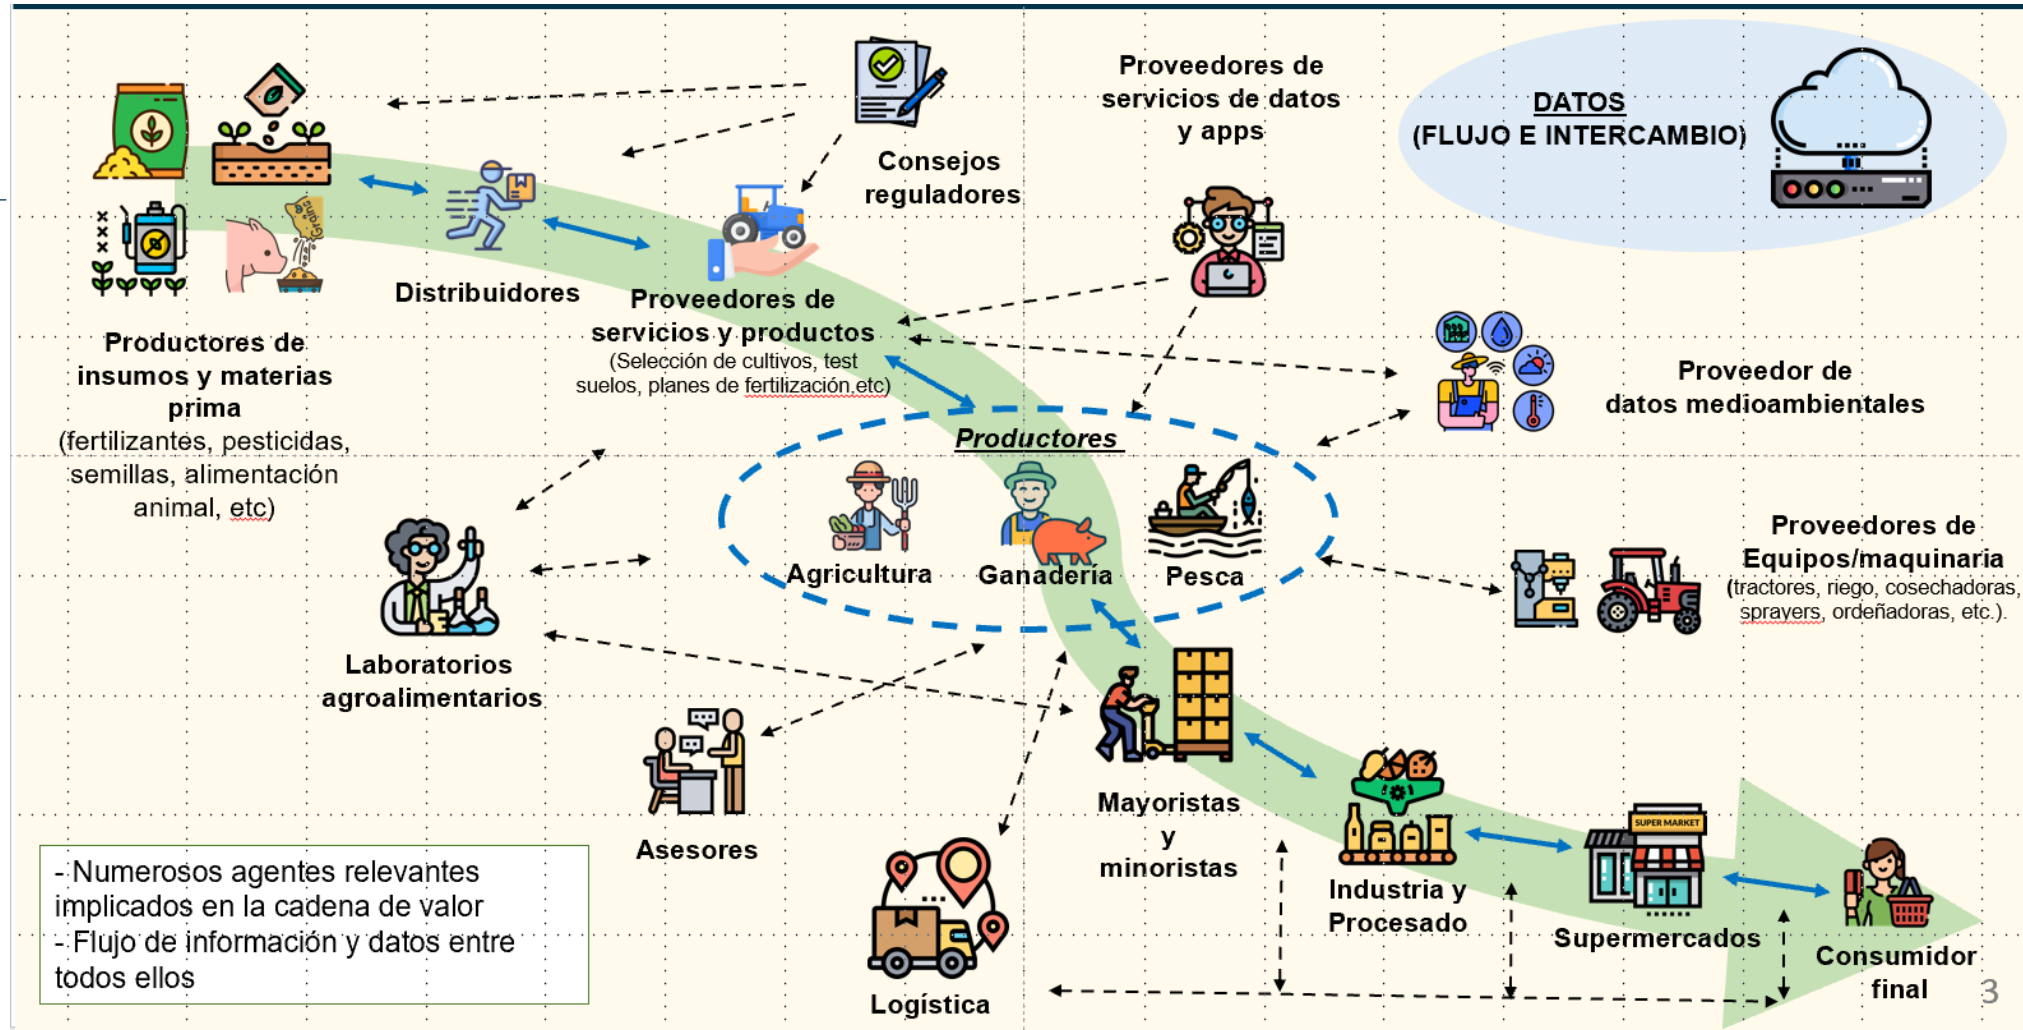 Consejos
reguladores
Proveedores de
servicios de datos
y apps
DATOS
(FLUJO E INTERCAMBIO)
Grains
Distribuidores
Proveedores de
servicios y productos
(Selección de cultivos, test
suelos, planes de fertilización,etc)
Productores de
insumos y materias
prima
(fertilizantes, pesticidas,
semillas, alimentación
animal, etc)
Proveedor de
datos medioambientales
Productores
Agricultura
Ganadería
Pesca
Proveedores de
Equipos/maquinaria
(tractores, riego, cosechadoras,
sprayers, ordeñadoras, etc.).
Laboratorios
agroalimentarios
Asesores
Logística
Mayoristas
y
minoristas
Industria y
Procesado
SUPER MARKET
Supermercados
Consumidor
final
- Numerosos agentes relevantes
implicados en la cadena de valor
- Flujo de información y datos entre
todos ellos
3